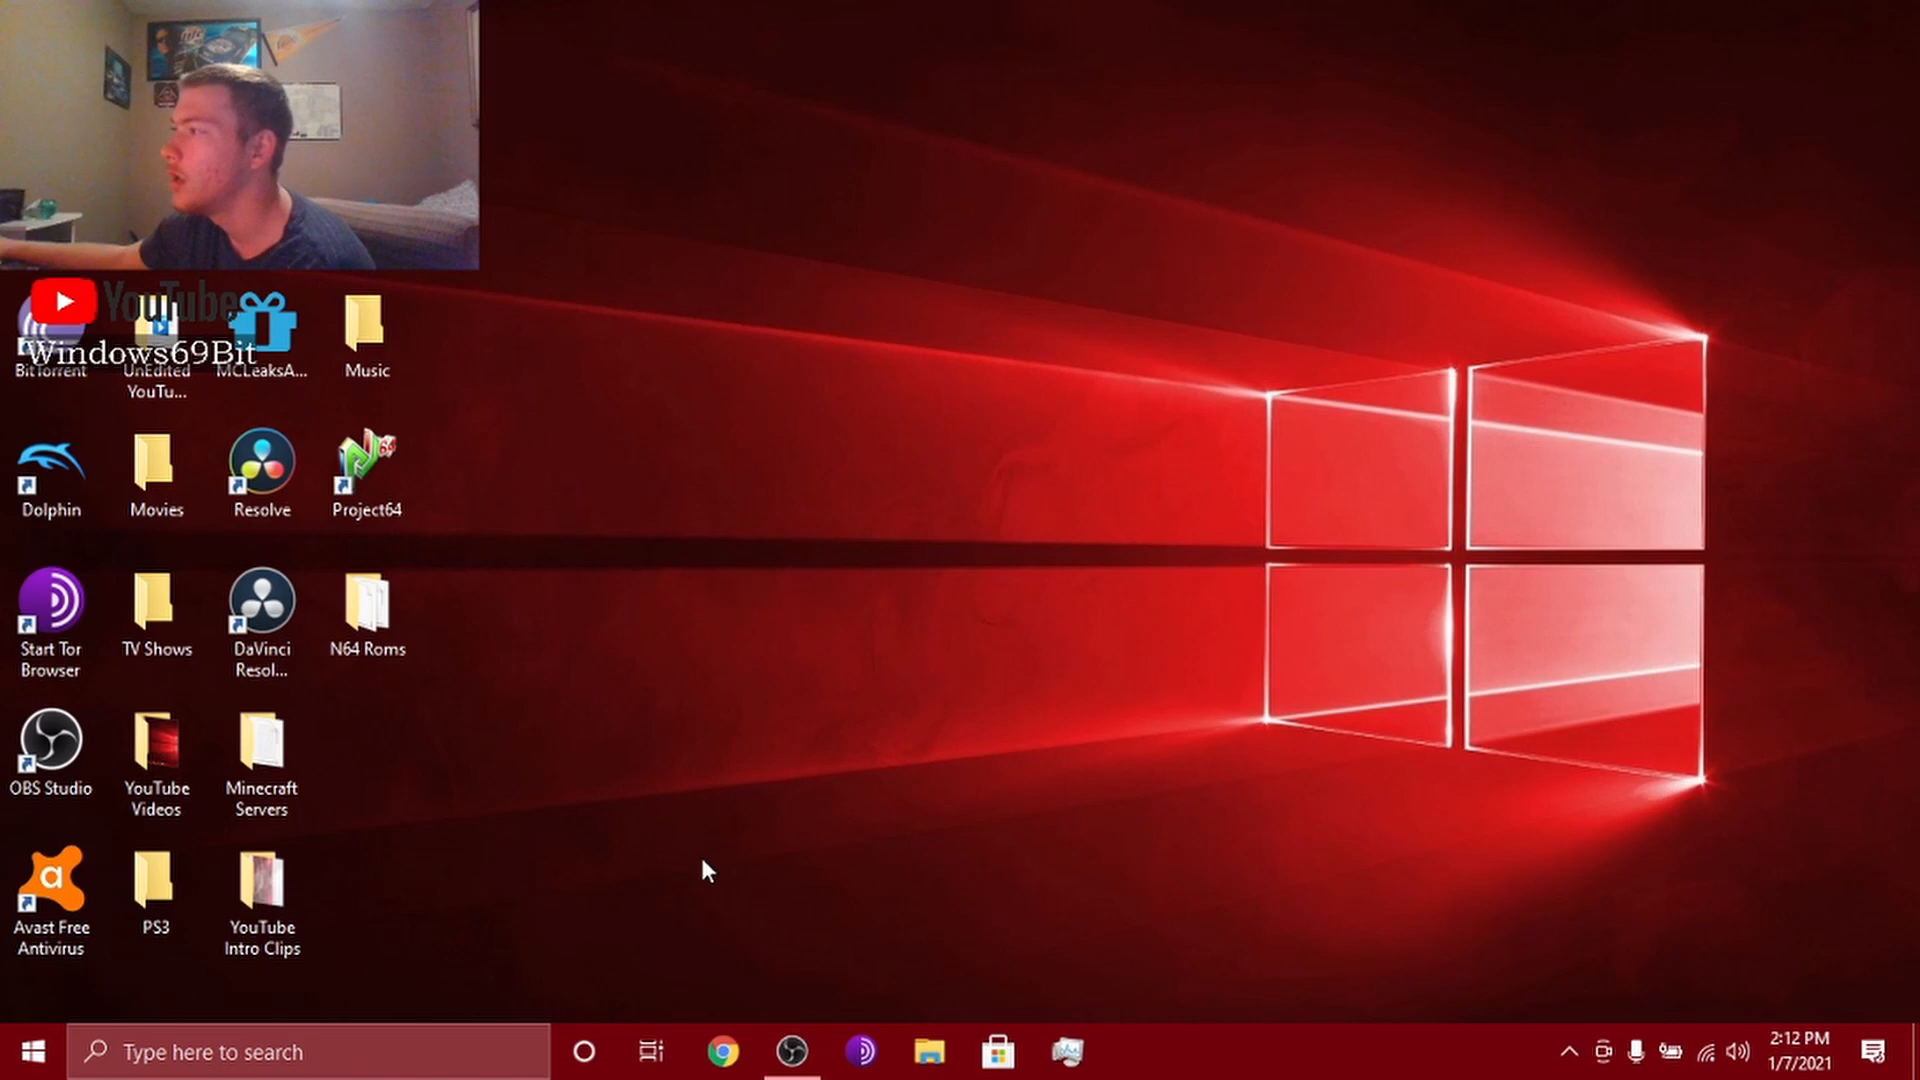 YouTube
Windows69Bit
BitTorrent
UnEdited
YouTu...
MCLeaksA...
Music
Dolphin
Movies
Resolve
Project64
Start Tor
Browser
TV Shows
DaVinci
Resol...
N64 Roms
OBS Studio
YouTube
Videos
Minecraft
Servers
Avast Free
Antivirus
PS3
YouTube
Intro Clips
Type here to search
2:12 PM
1/7/2021